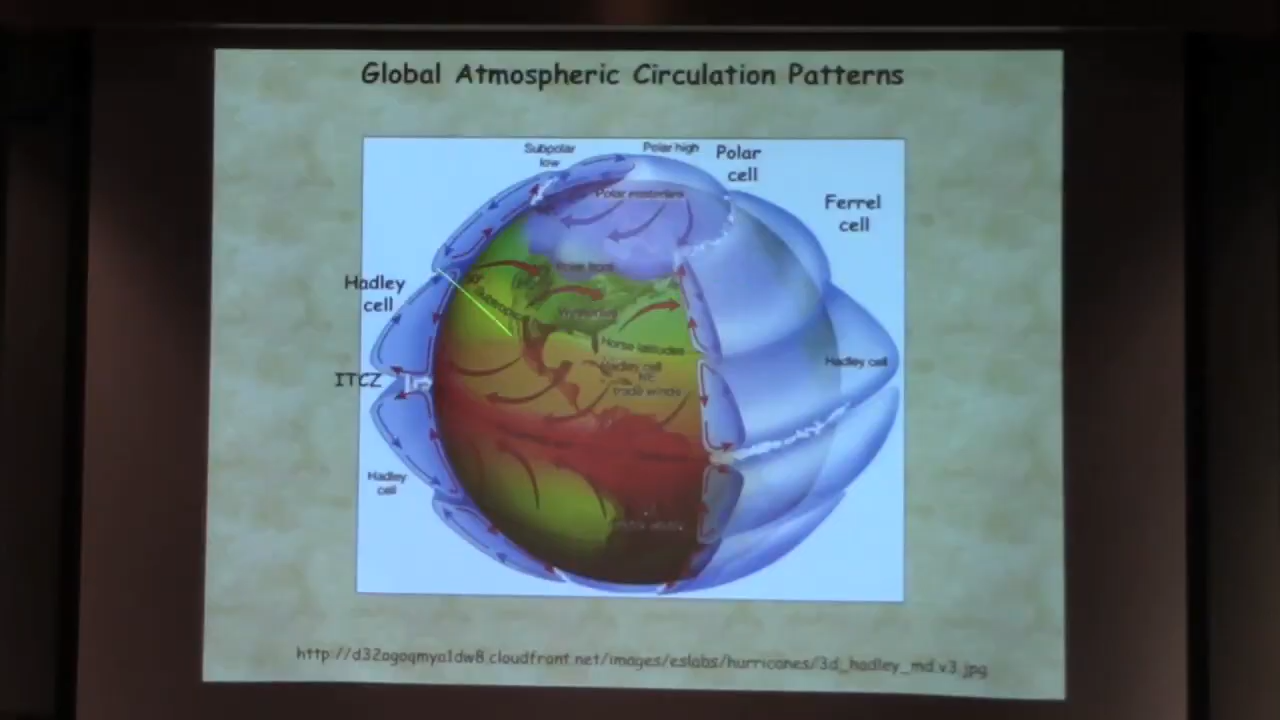 Global Atmospheric Circulation Patterns
Subpolar
low
Polar high
Polar
cell
Polar easterlies
Ferrel
cell
Hadley
cell
Polar front
Subtropical
Westerlies
Horse latitudes
Hadley cell
Hadley cell
NE
trade winds
ITCZ
Hadley
cell
http://d32ogoqmya1dw8.cloudfront.net/images/eslabs/hurricanes/3d_hadley_md.v3.jpg